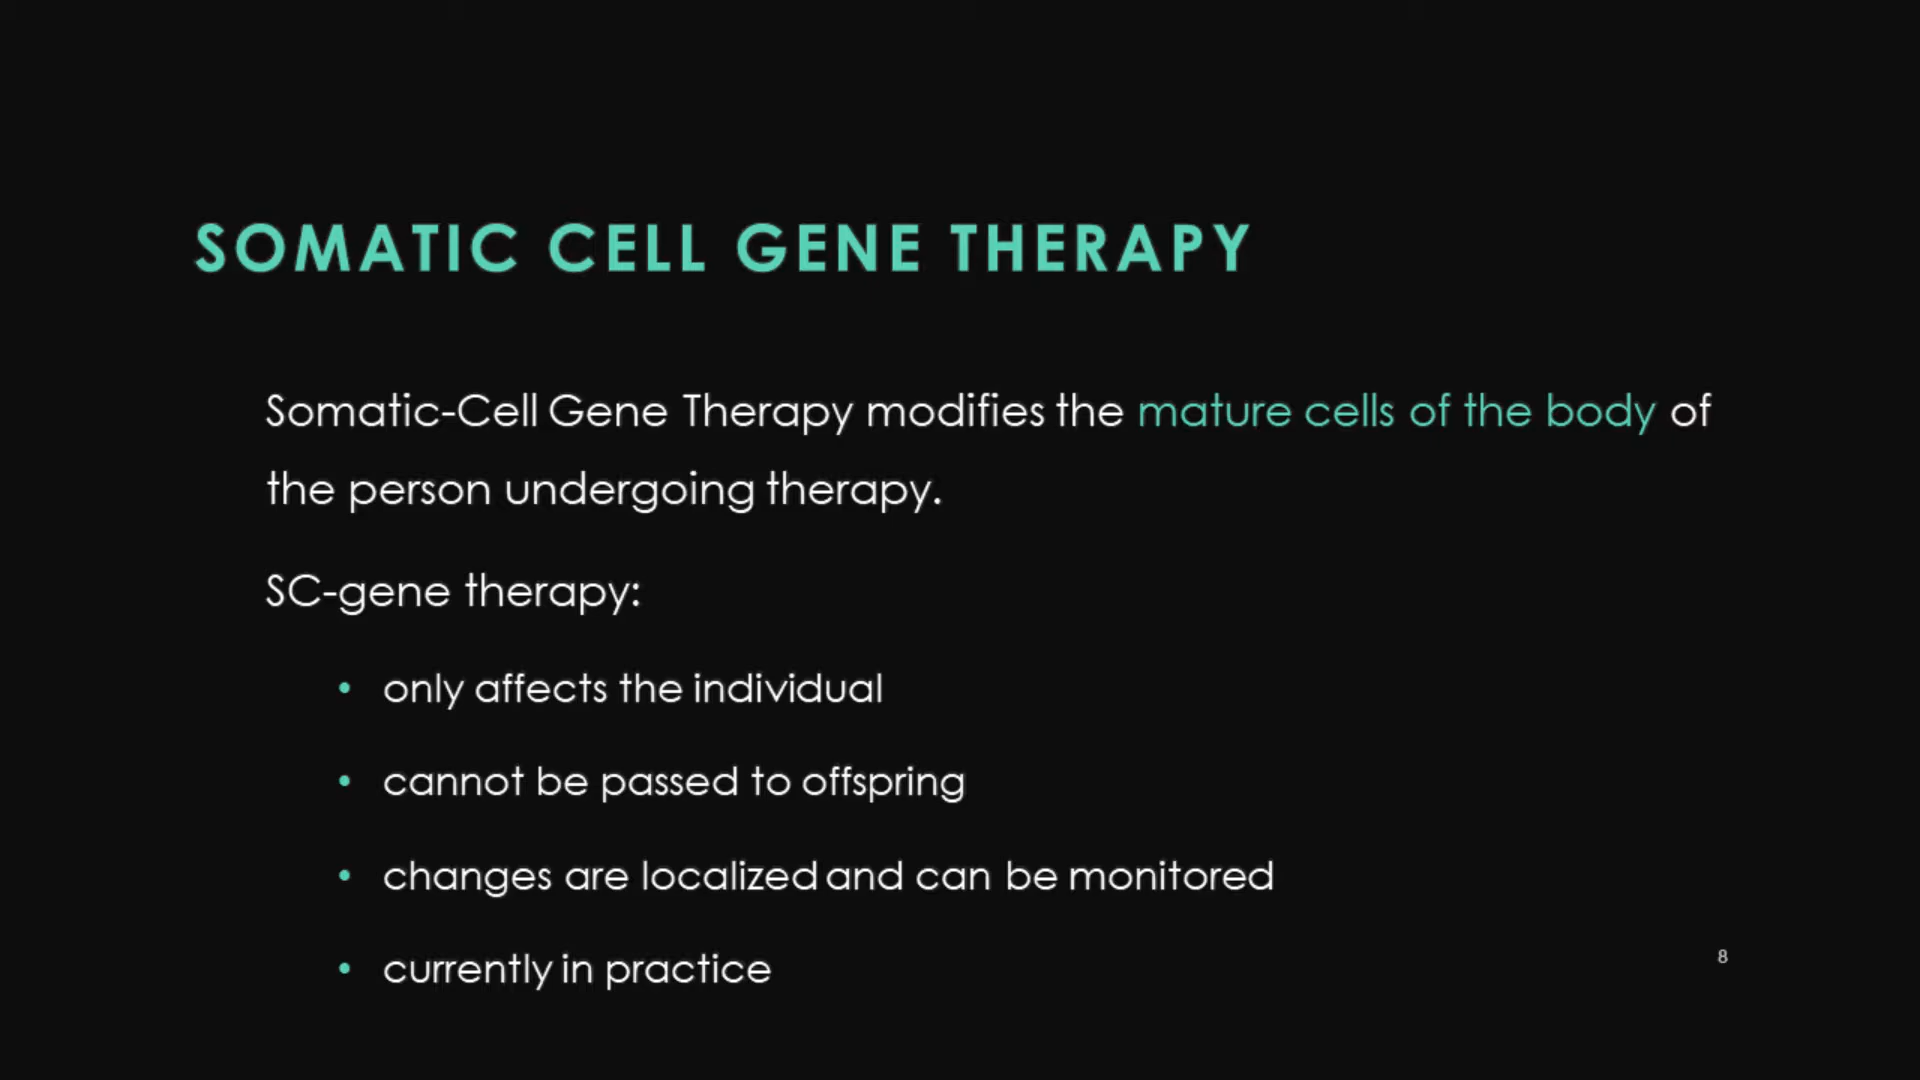 SOMATIC CELL GENE THERAPY
Somatic-Cell Gene Therapy modifies the mature cells of the body of
the person undergoing therapy.
SC-gene therapy:
• only affects the individual
• cannot be passed to offspring
• changes are localized and can be monitored
• currently in practice
8